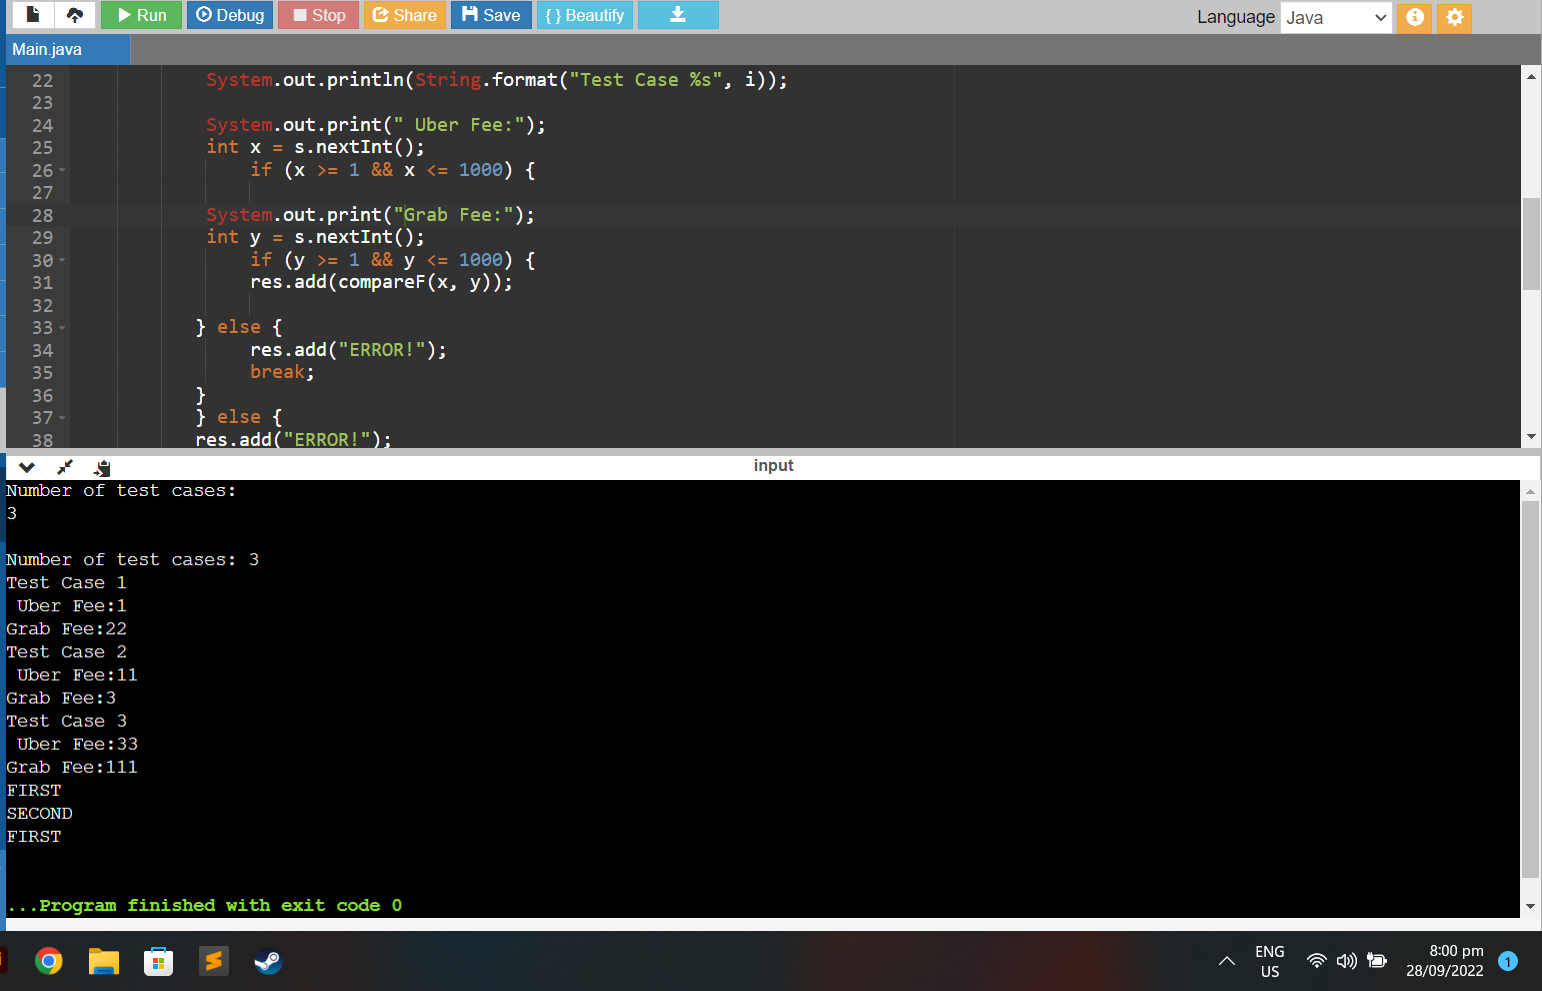 Run Debug Stop Share Save { } Beautify Language Java
Main.java
22 System.out.println(String.format("Test Case %s", i));
23
24 System.out.print(" Uber Fee:");
25 int x = s.nextInt();
26 if (x >= 1 && x <= 1000) {
27
28 System.out.print("Grab Fee:");
29 int y = s.nextInt();
30 if (y >= 1 && y <= 1000) {
31 res.add(compareF(x, y));
32
33 } else {
34 res.add("ERROR!");
35 break;
36 }
37 } else {
38 res.add("ERROR!");
input
Number of test cases:
3
Number of test cases: 3
Test Case 1
Uber Fee:1
Grab Fee:22
Test Case 2
Uber Fee:11
Grab Fee:3
Test Case 3
Uber Fee:33
Grab Fee:111
FIRST
SECOND
FIRST
...Program finished with exit code 0
ENG
US
8:00 pm
28/09/2022
1